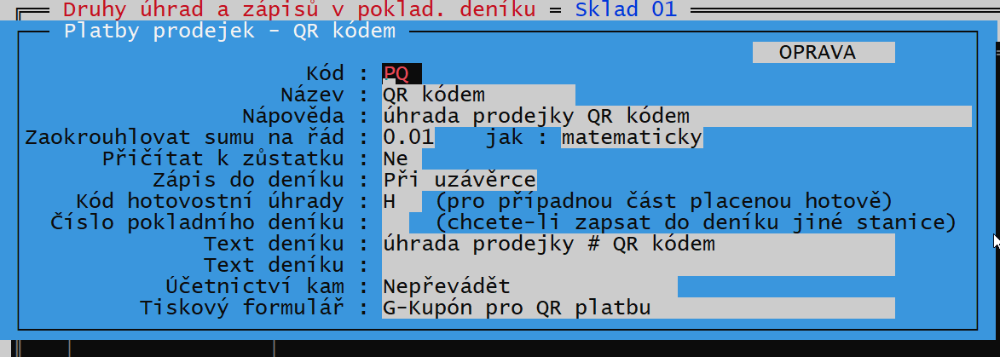 Druhy úhrad a zápisů v poklad. deníku = Sklad 01
Platby prodejek - QR kódem
OPRAVA
Kód : PQ
Název : QR kódem
Nápověda : úhrada prodejky QR kódem
Zaokrouhlovat sumu na řád : 0.01 jak : matematicky
Přičítat k zůstatku : Ne
Zápis do deníku : Při uzávěrce
Kód hotovostní úhrady : H (pro případnou část placenou hotově)
Číslo pokladního deníku : (chcete-li zapsat do deníku jiné stanice)
Text deníku : úhrada prodejky # QR kódem
Text deníku :
Účetnictví kam : Nepřevádět
Tiskový formulář : G-Kupón pro QR platbu